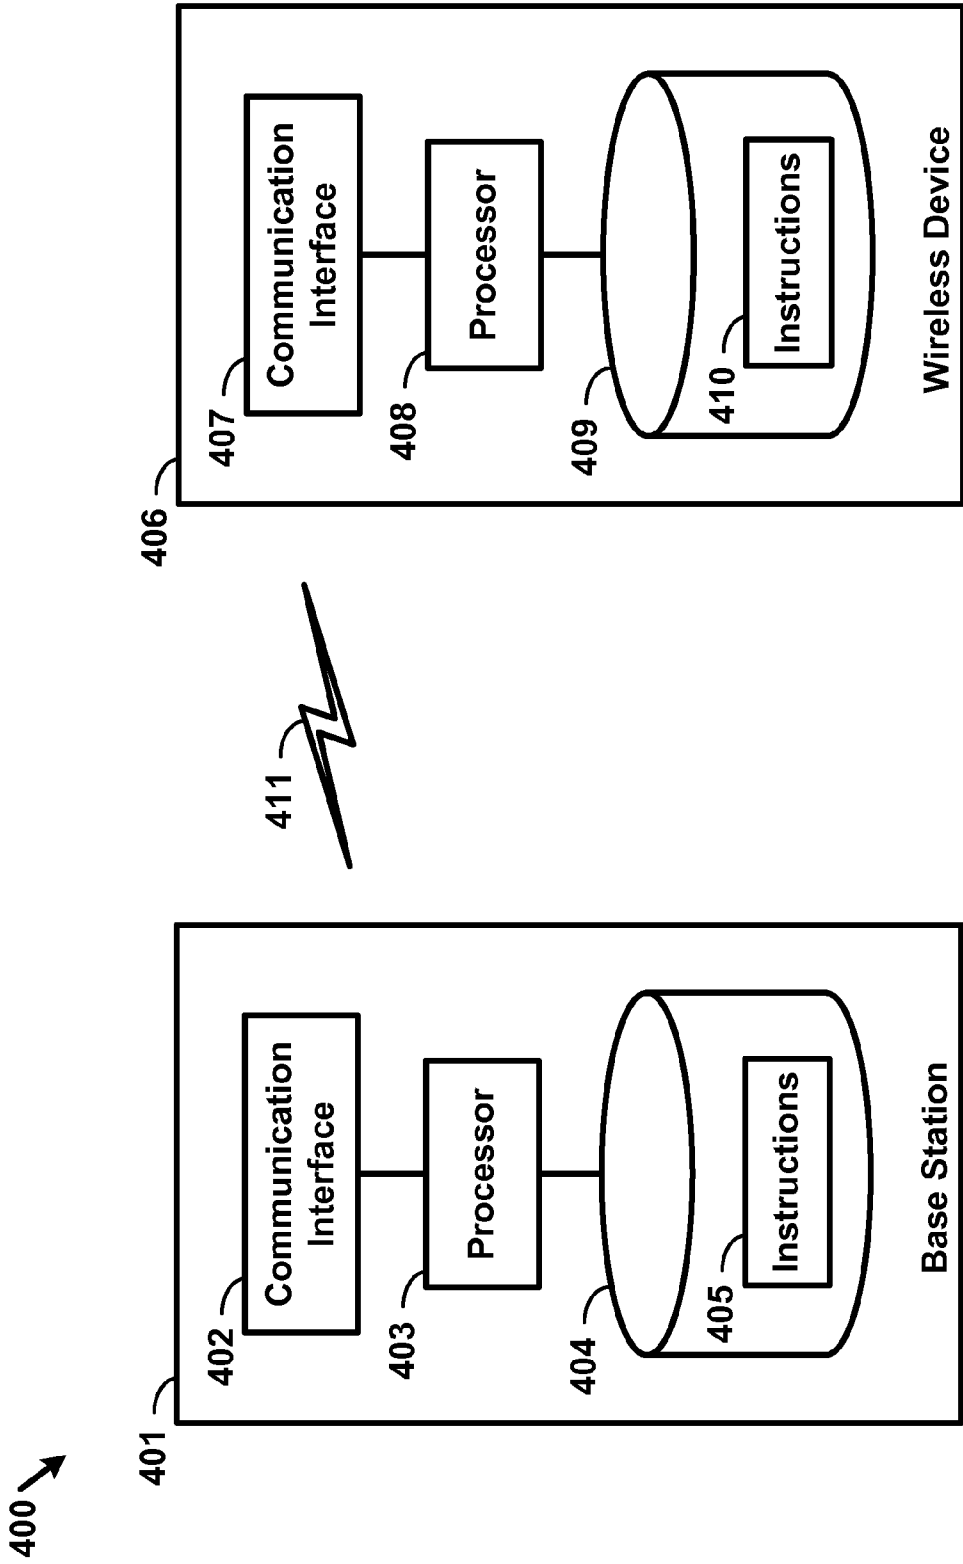 400
401
402
Communication
Interface
403
Processor
404
405
Instructions
Base Station
411
406
407
Communication
Interface
408
Processor
409
410
Instructions
Wireless Device